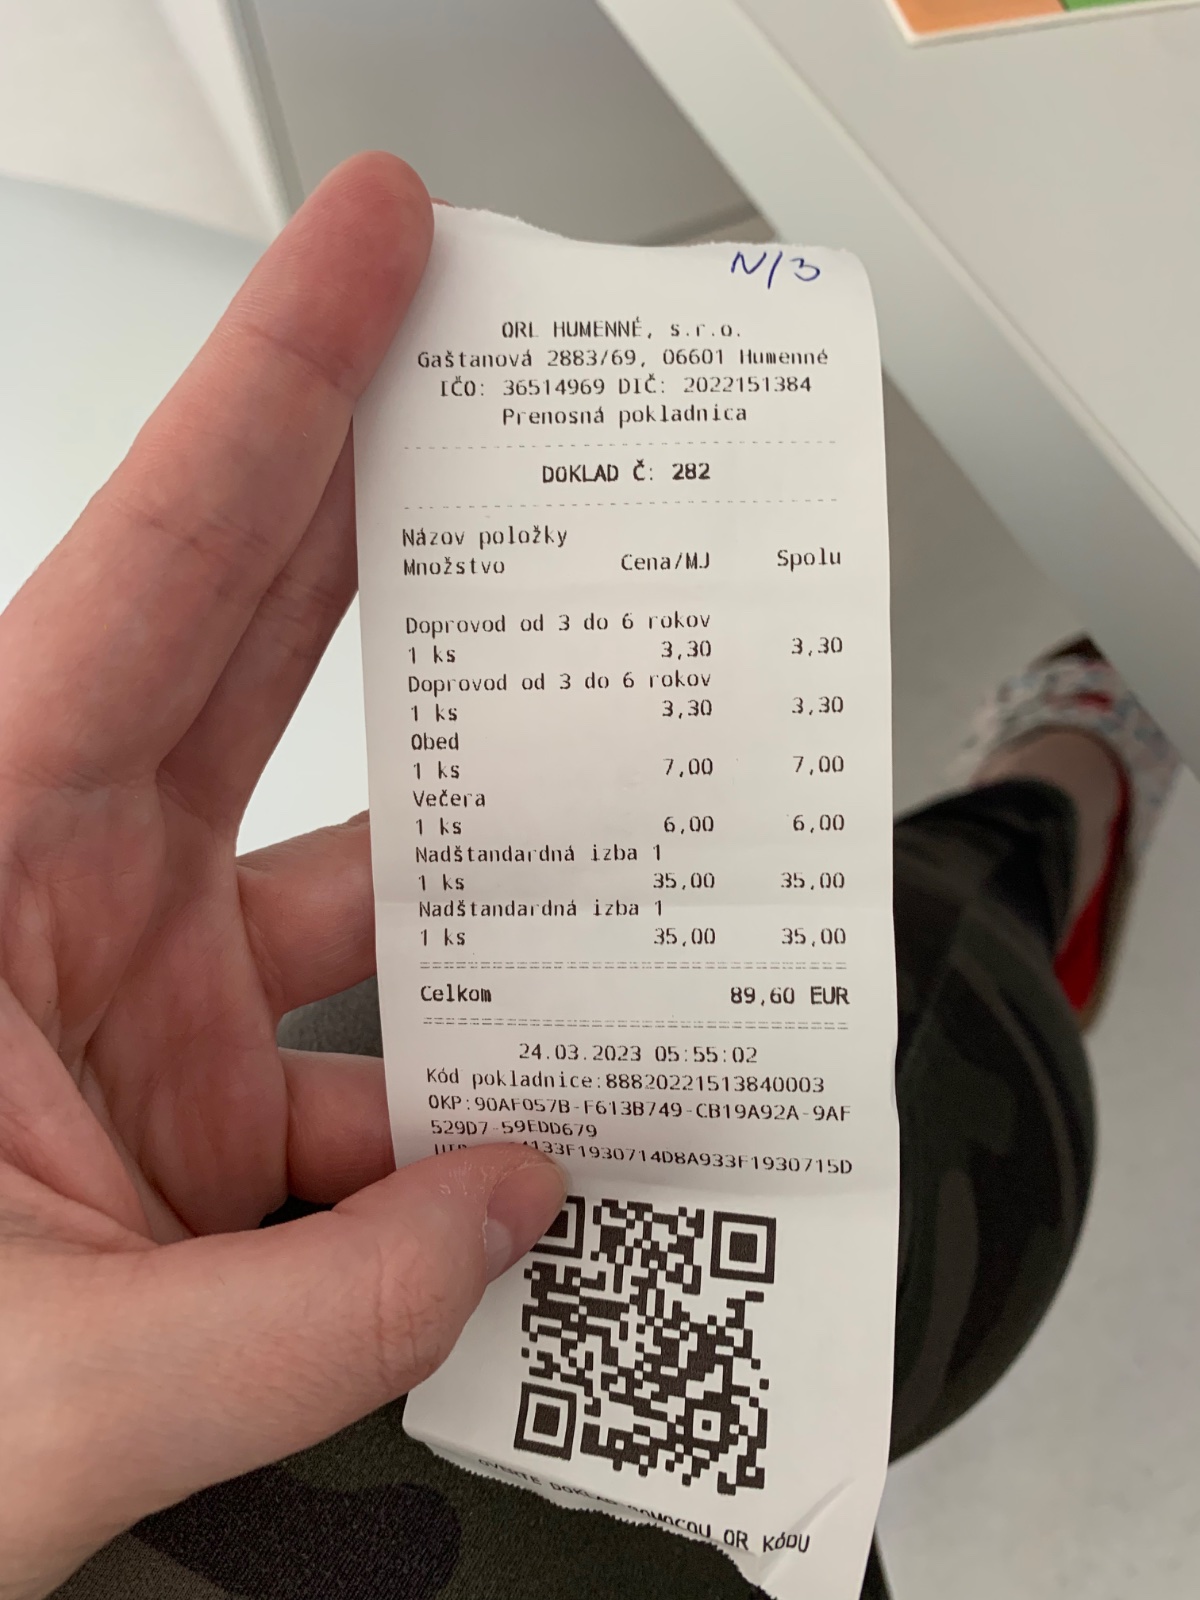 N/3
ORL HUMENNÉ, s.r.o.
Gaštanová 2883/69, 06601 Humenné
IČO: 36514969 DIČ: 2022151384
Prenosná pokladnica
DOKLAD Č: 282
Názov položky
Množstvo Cena/MJ Spolu
Doprovod od 3 do 6 rokov
1 ks 3,30 3,30
Doprovod od 3 do 6 rokov
1 ks 3,30 3,30
Obed
1 ks 7,00 7,00
Večera
1 ks 6,00 6,00
Nadštandardná izba 1
1 ks 35,00 35,00
Nadštandardná izba 1
1 ks 35,00 35,00
Celkom 89,60 EUR
24.03.2023 05:55:02
Kód pokladnice:88820221513840003
OKP:90AF057B-F613B749-CB19A92A-9AF
529D7-59EDD679
133F1930714D8A933F1930715D
OVERTE DOKLAD POMOCOU QR KÓDU